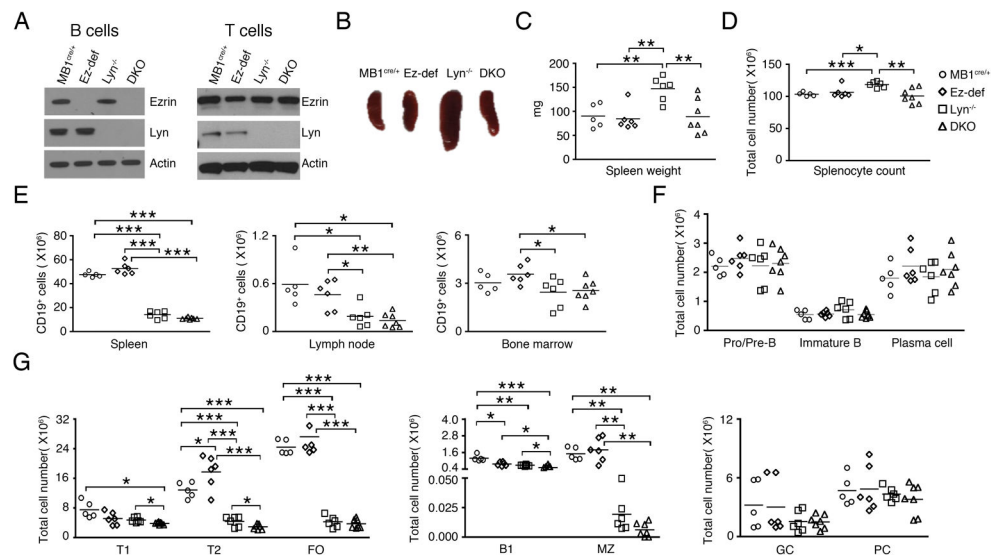 A
B cells
T cells
MB1cre/+
Ez-def
Lyn-/-
DKO
MB1cre/+
Ez-def
Lyn-/-
DKO
Ezrin
Lyn
Actin
Ezrin
Lyn
Actin
B
MB1cre/+ Ez-def Lyn-/- DKO
C
**
** **
200
150
100
50
0
mg
Spleen weight
D
*
*** **
150
100
50
0
Total cell number( X10⁶)
Splenocyte count
MB1cre/+
Ez-def
Lyn-/-
DKO
E
***
***
***
***
80
60
40
20
0
CD19⁺ cells ( X10⁶)
Spleen
*
*
**
*
1.2
0.6
0
CD19⁺ cells ( X10⁶)
Lymph node
*
*
6
3
0
CD19⁺ cells ( X10⁶)
Bone marrow
F
4
3
2
1
0
Total cell number( X10⁶)
Pro/Pre-B Immature B Plasma cell
G
***
***
***
***
***
***
***
* ***
* *
*
32
24
16
8
0
Total cell number( X10⁶)
T1 T2 FO
*** **
** **
* **
* **
*
4.0
2.8
1.6
0.4
0.050
0.025
0.000
Total cell number( X10⁶)
B1 MZ
12
9
6
3
0
Total cell number( X10⁶)
GC PC